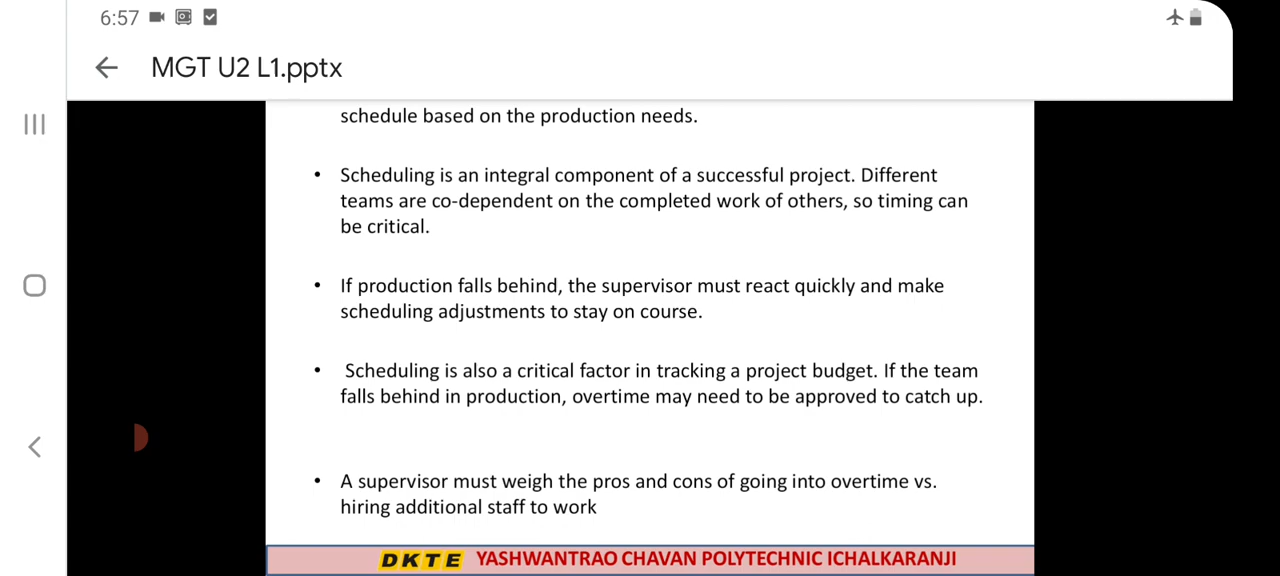 6:57
MGT U2 L1.pptx
schedule based on the production needs.
• Scheduling is an integral component of a successful project. Different
teams are co-dependent on the completed work of others, so timing can
be critical.
• If production falls behind, the supervisor must react quickly and make
scheduling adjustments to stay on course.
• Scheduling is also a critical factor in tracking a project budget. If the team
falls behind in production, overtime may need to be approved to catch up.
• A supervisor must weigh the pros and cons of going into overtime vs.
hiring additional staff to work
DKTE YASHWANTRAO CHAVAN POLYTECHNIC ICHALKARANJI